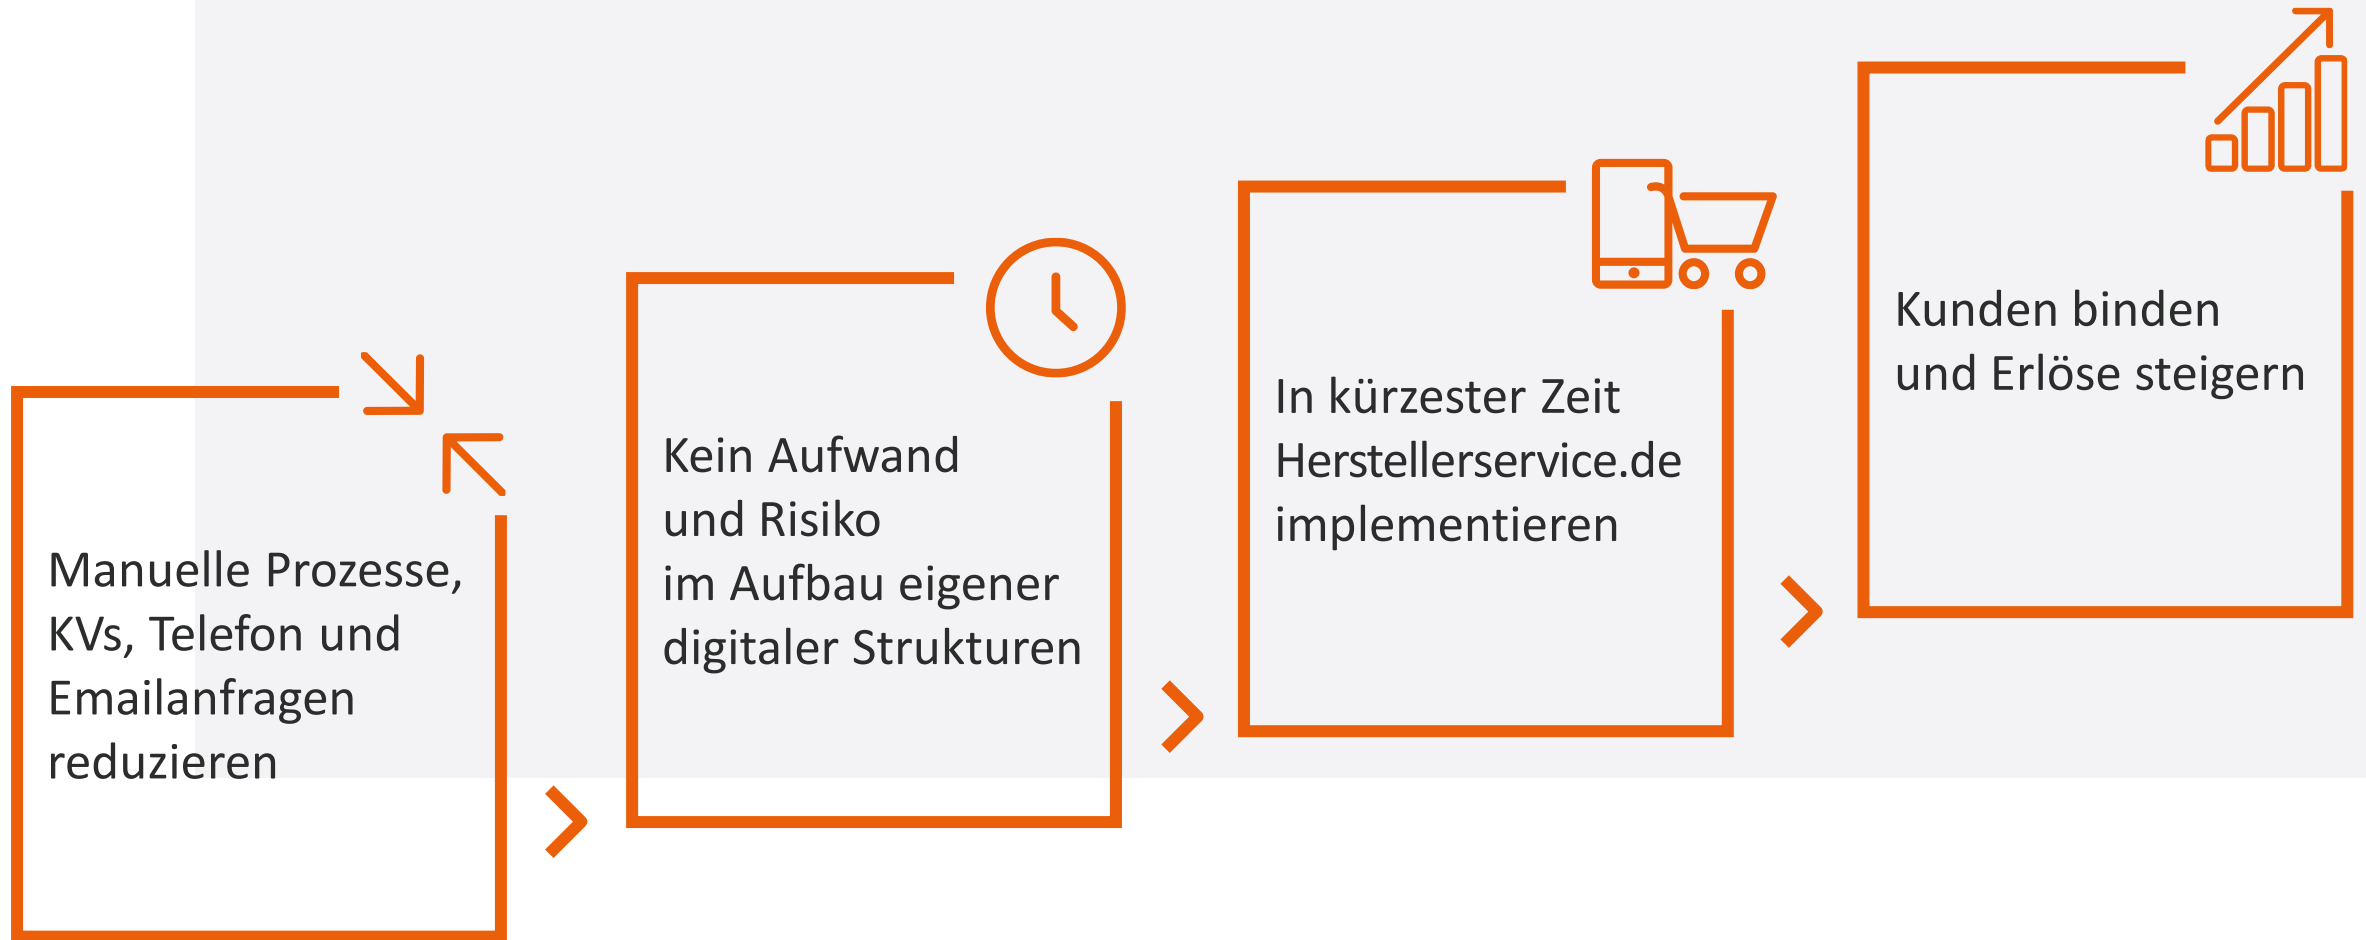 Manuelle Prozesse,
KVs, Telefon und
Emailanfragen
reduzieren
Kein Aufwand
und Risiko
im Aufbau eigener
digitaler Strukturen
In kürzester Zeit
Herstellerservice.de
implementieren
Kunden binden
und Erlöse steigern